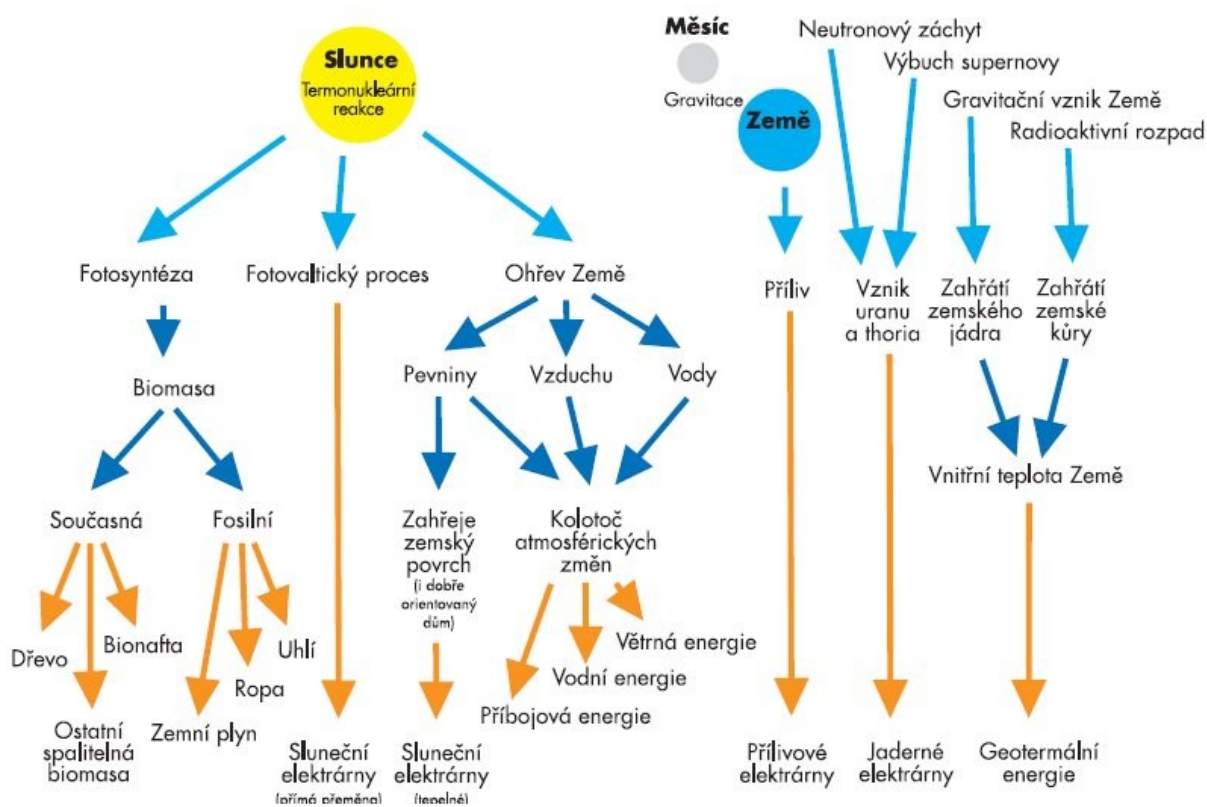 Slunce
Termonukleární
reakce
Měsíc
Gravitace
Země
Neutronový záchyt
Výbuch supernovy
Gravitační vznik Země
Radioaktivní rozpad
Fotosyntéza
Fotovaltický proces
Ohřev Země
Příliv
Vznik
uranu
a thoria
Zahřátí
zemského
jádra
Zahřátí
zemské
kůry
Biomasa
Pevniny
Vzduchu
Vody
Vnitřní teplota Země
Současná
Fosilní
Zahřeje
zemský
povrch
(i dobře
orientovaný
dům)
Kolotoč
atmosférických
změn
Dřevo
Bionafta
Uhlí
Větrná energie
Ropa
Vodní energie
Příbojová energie
Ostatní
spalitelná
biomasa
Zemní plyn
Sluneční
elektrárny
(přímá přeměna)
Sluneční
elektrárny
(tepelné)
Přílivové
elektrárny
Jaderné
elektrárny
Geotermální
energie